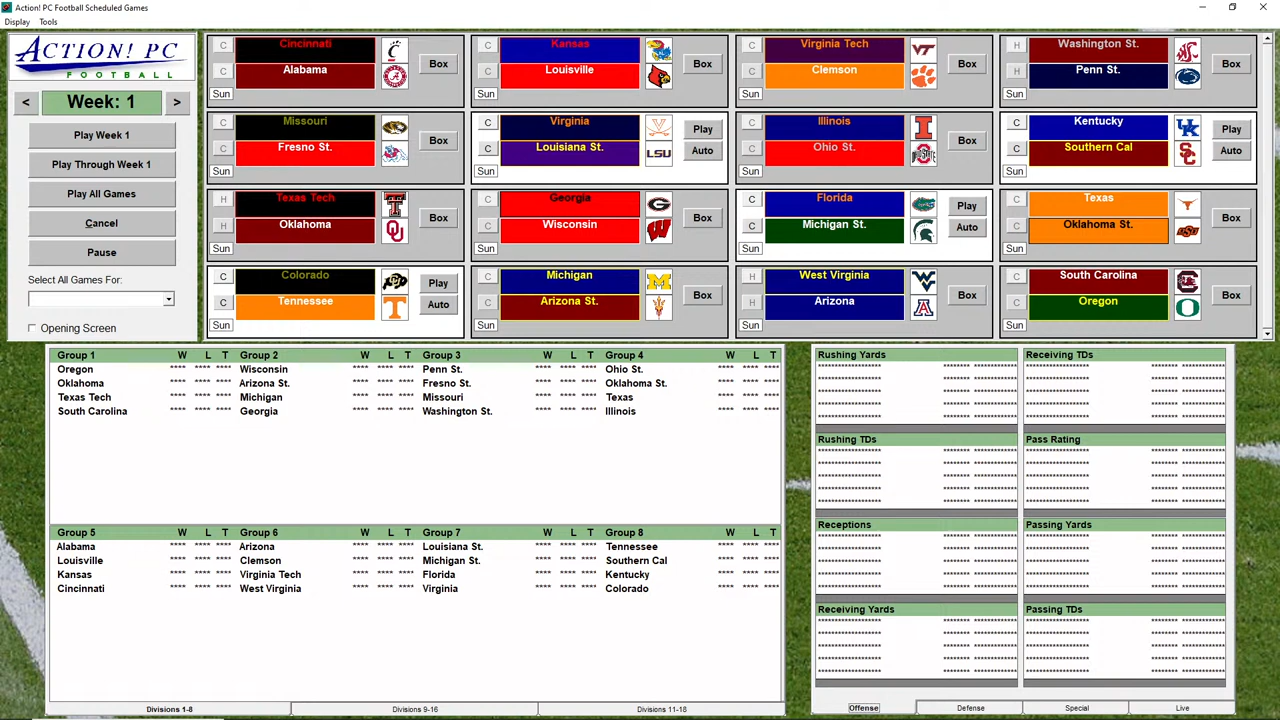 Action! PC Football Scheduled Games
Display Tools
ACTION! PC
FOOTBALL
< Week: 1 >
Play Week 1
Play Through Week 1
Play All Games
Cancel
Pause
Select All Games For:
Opening Screen
C Cincinnati
C Alabama Box
Sun
C Kansas
C Louisville Box
Sun
C Virginia Tech VT
C Clemson Box
Sun
H Washington St.
H Penn St. Box
Sun
C Missouri
C Fresno St. Box
Sun
C Virginia Play
C Louisiana St. LSU Auto
Sun
C Illinois I
C Ohio St. Box
Sun
C Kentucky UK Play
C Southern Cal SC Auto
Sun
H Texas Tech
H Oklahoma OU Box
Sun
C Georgia G
C Wisconsin W Box
Sun
C Florida Play
C Michigan St. Auto
Sun
C Texas
C Oklahoma St. Box
Sun
C Colorado CU Play
C Tennessee T Auto
Sun
C Michigan M
C Arizona St. Box
Sun
H West Virginia WV
H Arizona A Box
Sun
C South Carolina
C Oregon O Box
Sun
Group 1 W L T Group 2 W L T Group 3 W L T Group 4 W L T
Oregon **** **** **** Wisconsin **** **** **** Penn St. **** **** **** Ohio St. **** **** ****
Oklahoma **** **** **** Arizona St. **** **** **** Fresno St. **** **** **** Oklahoma St. **** **** ****
Texas Tech **** **** **** Michigan **** **** **** Missouri **** **** **** Texas **** **** ****
South Carolina **** **** **** Georgia **** **** **** Washington St. **** **** **** Illinois **** **** ****
Group 5 W L T Group 6 W L T Group 7 W L T Group 8 W L T
Alabama **** **** **** Arizona **** **** **** Louisiana St. **** **** **** Tennessee **** **** ****
Louisville **** **** **** Clemson **** **** **** Michigan St. **** **** **** Southern Cal **** **** ****
Kansas **** **** **** Virginia Tech **** **** **** Florida **** **** **** Kentucky **** **** ****
Cincinnati **** **** **** West Virginia **** **** **** Virginia **** **** **** Colorado **** **** ****
Divisions 1-8 Divisions 9-16 Divisions 11-18
Rushing Yards Receiving TDs
Rushing TDs Pass Rating
Receptions Passing Yards
Receiving Yards Passing TDs
Offense Defense Special Live